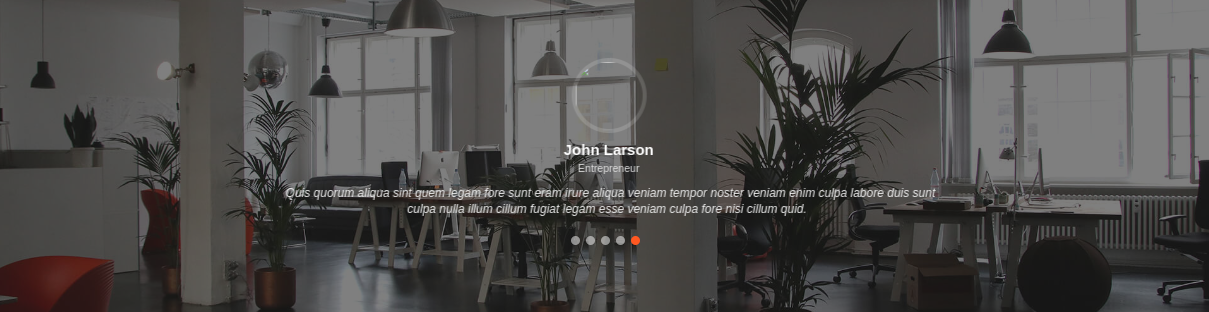 John Larson
Entrepreneur
Quis quorum aliqua sint quem legam fore sunt eram irure aliqua veniam tempor noster veniam enim culpa labore duis sunt
culpa nulla illum cillum fugiat legam esse veniam culpa fore nisi cillum quid.